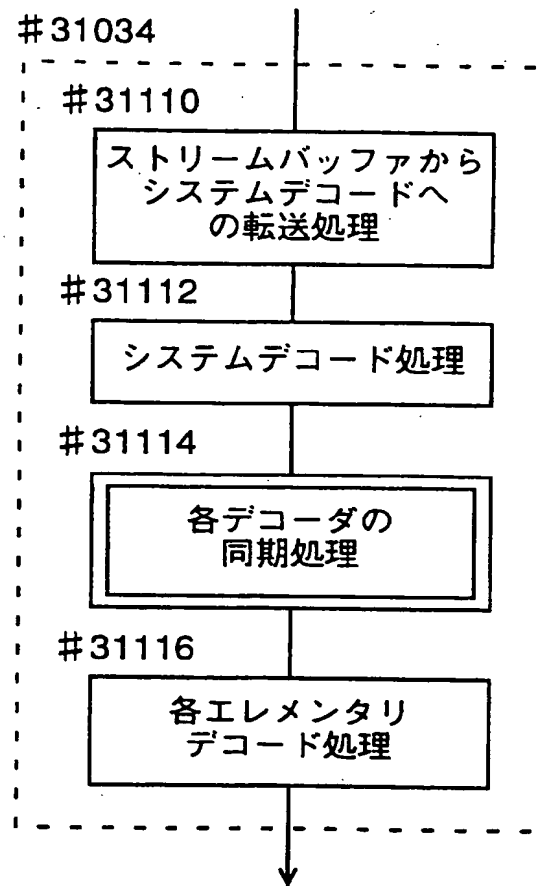 #31034
#31110
ストリームバッファから
システムデコードへ
の転送処理
#31112
システムデコード処理
#31114
各デコーダの
同期処理
#31116
各エレメンタリ
デコード処理